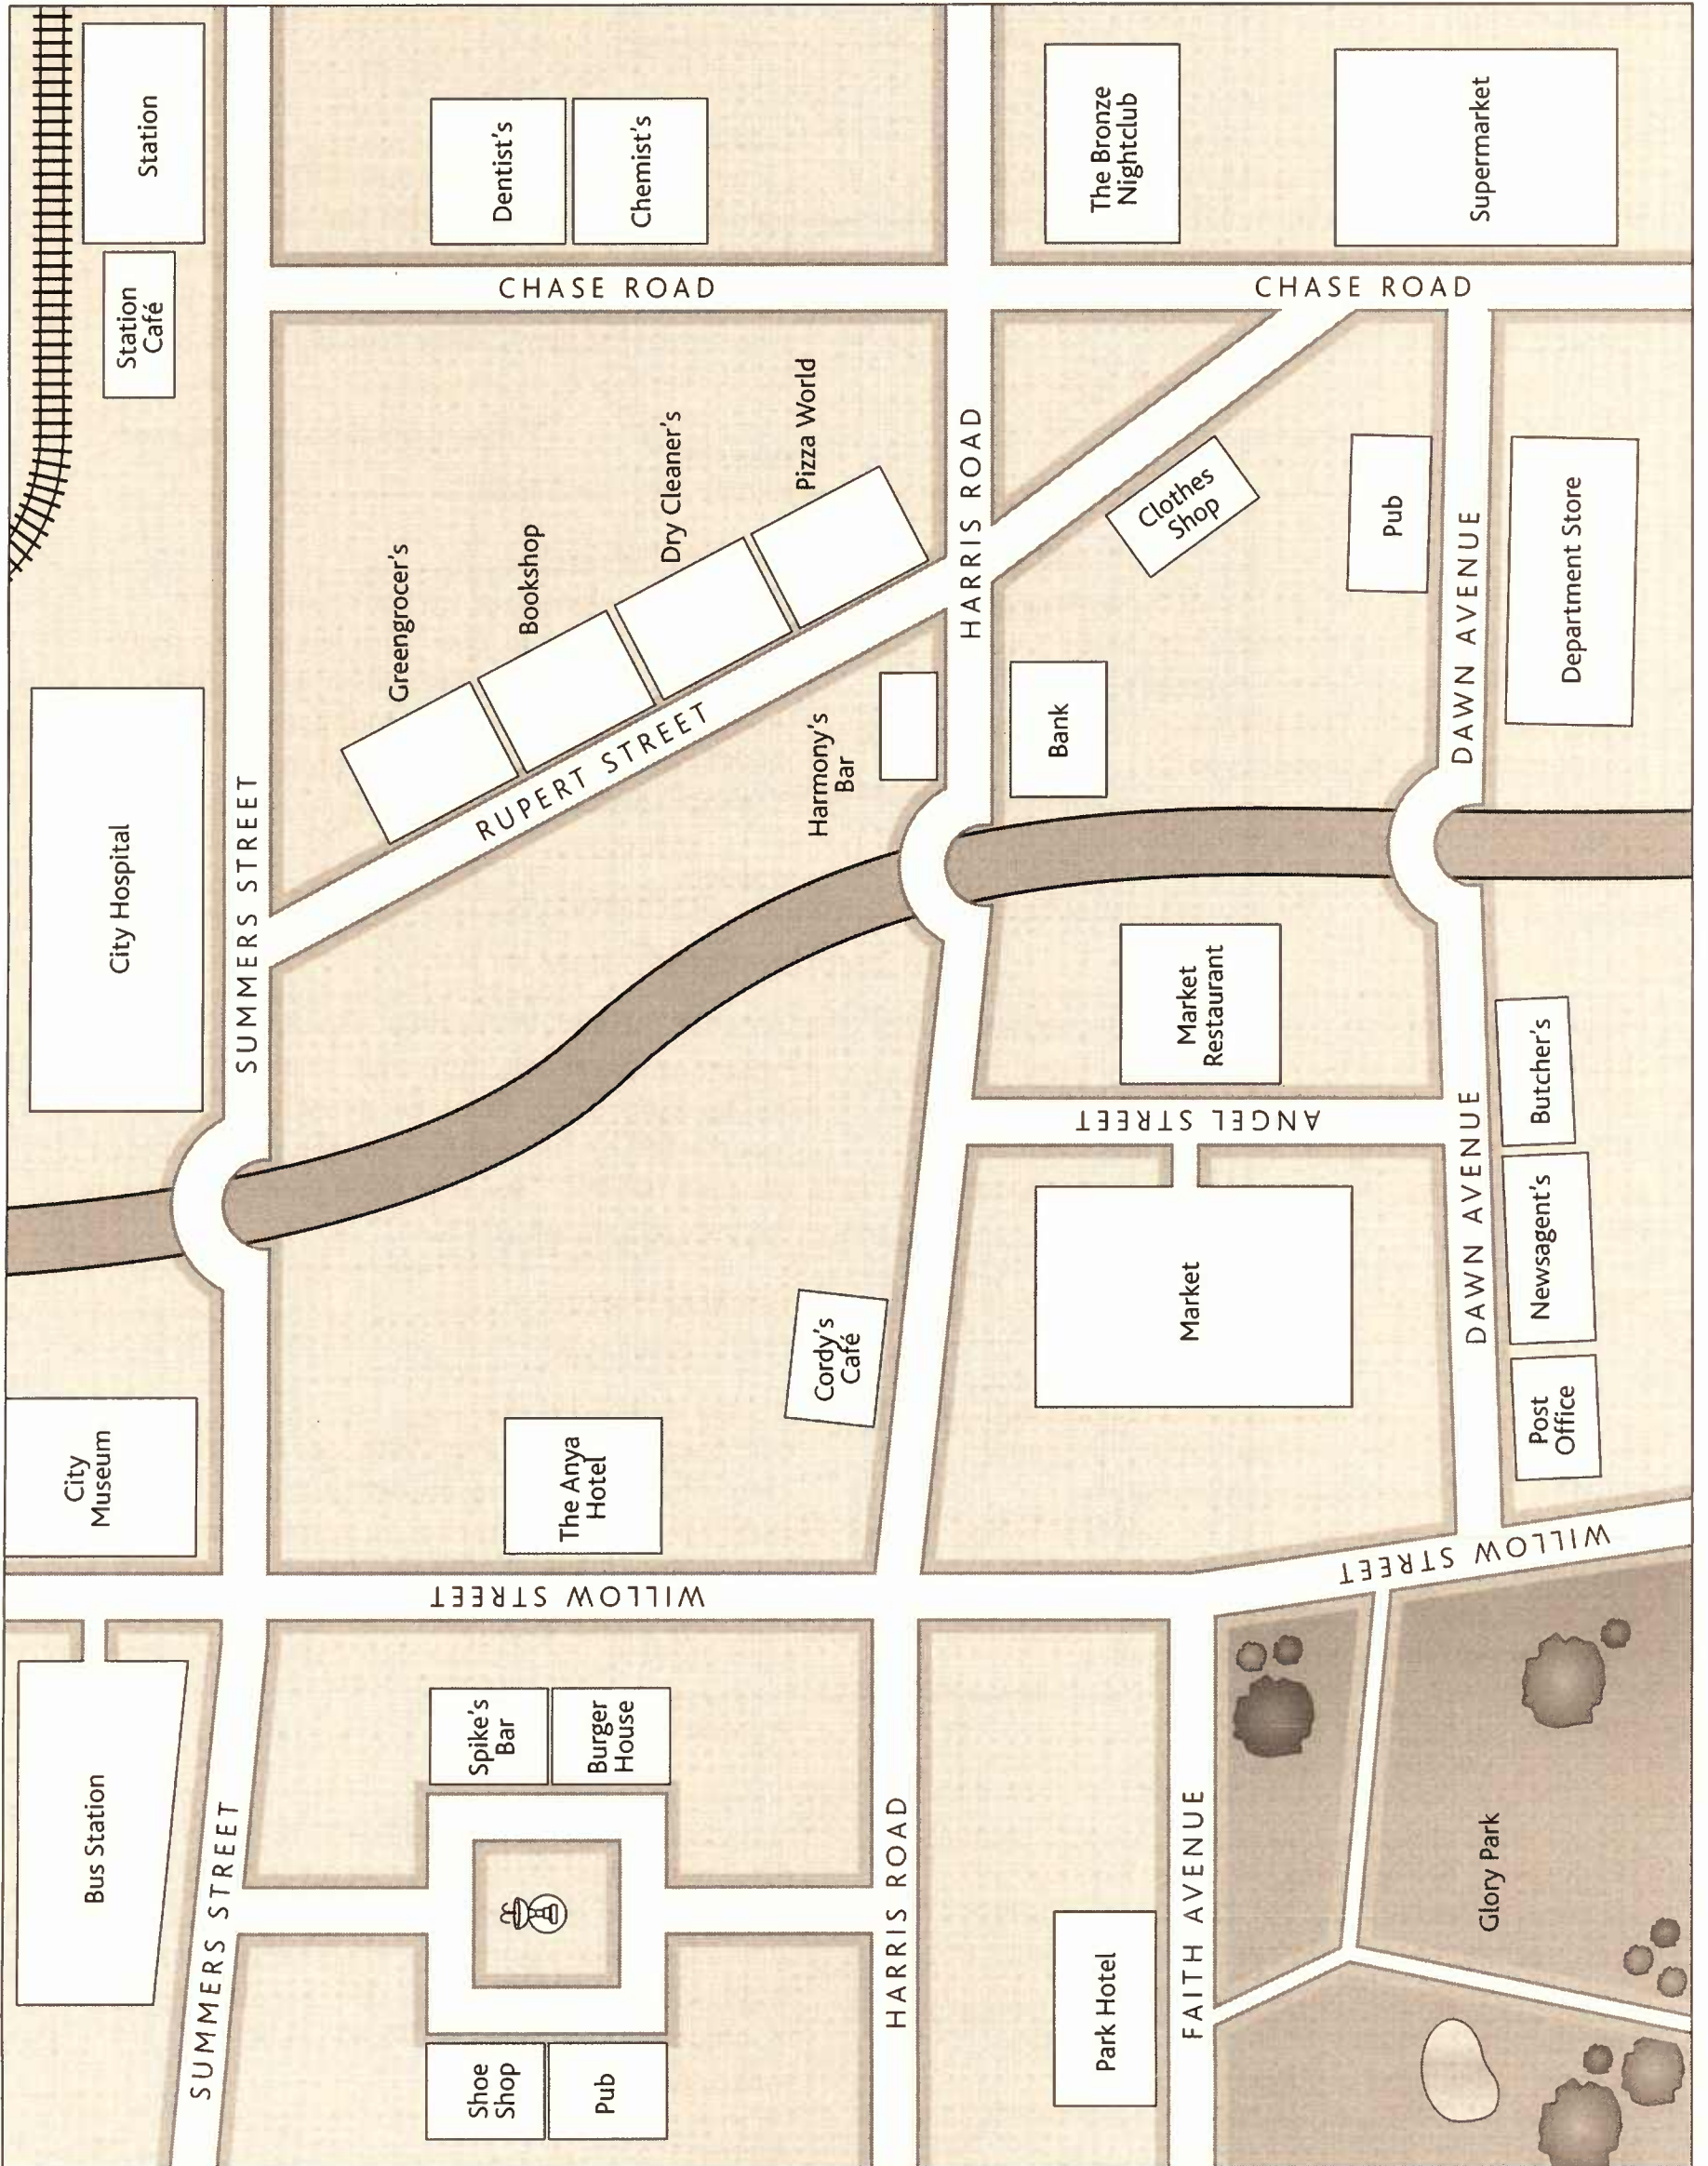 Bus Station
City
Museum
City Hospital
Station
Café
Station
SUMMERS STREET
SUMMERS STREET
Shoe
Shop
Pub
Spike's
Bar
Burger
House
WILLOW STREET
The Anya
Hotel
Cordy's
Café
RUPERT STREET
Greengrocer's
Bookshop
Dry Cleaner's
Pizza World
Harmony's
Bar
CHASE ROAD
Dentist's
Chemist's
HARRIS ROAD
HARRIS ROAD
Park Hotel
FAITH AVENUE
Market
ANGEL STREET
Market
Restaurant
Bank
Clothes
Shop
Pub
The Bronze
Nightclub
CHASE ROAD
Supermarket
WILLOW STREET
Glory Park
DAWN AVENUE
DAWN AVENUE
Post
Office
Newsagent's
Butcher's
Department Store